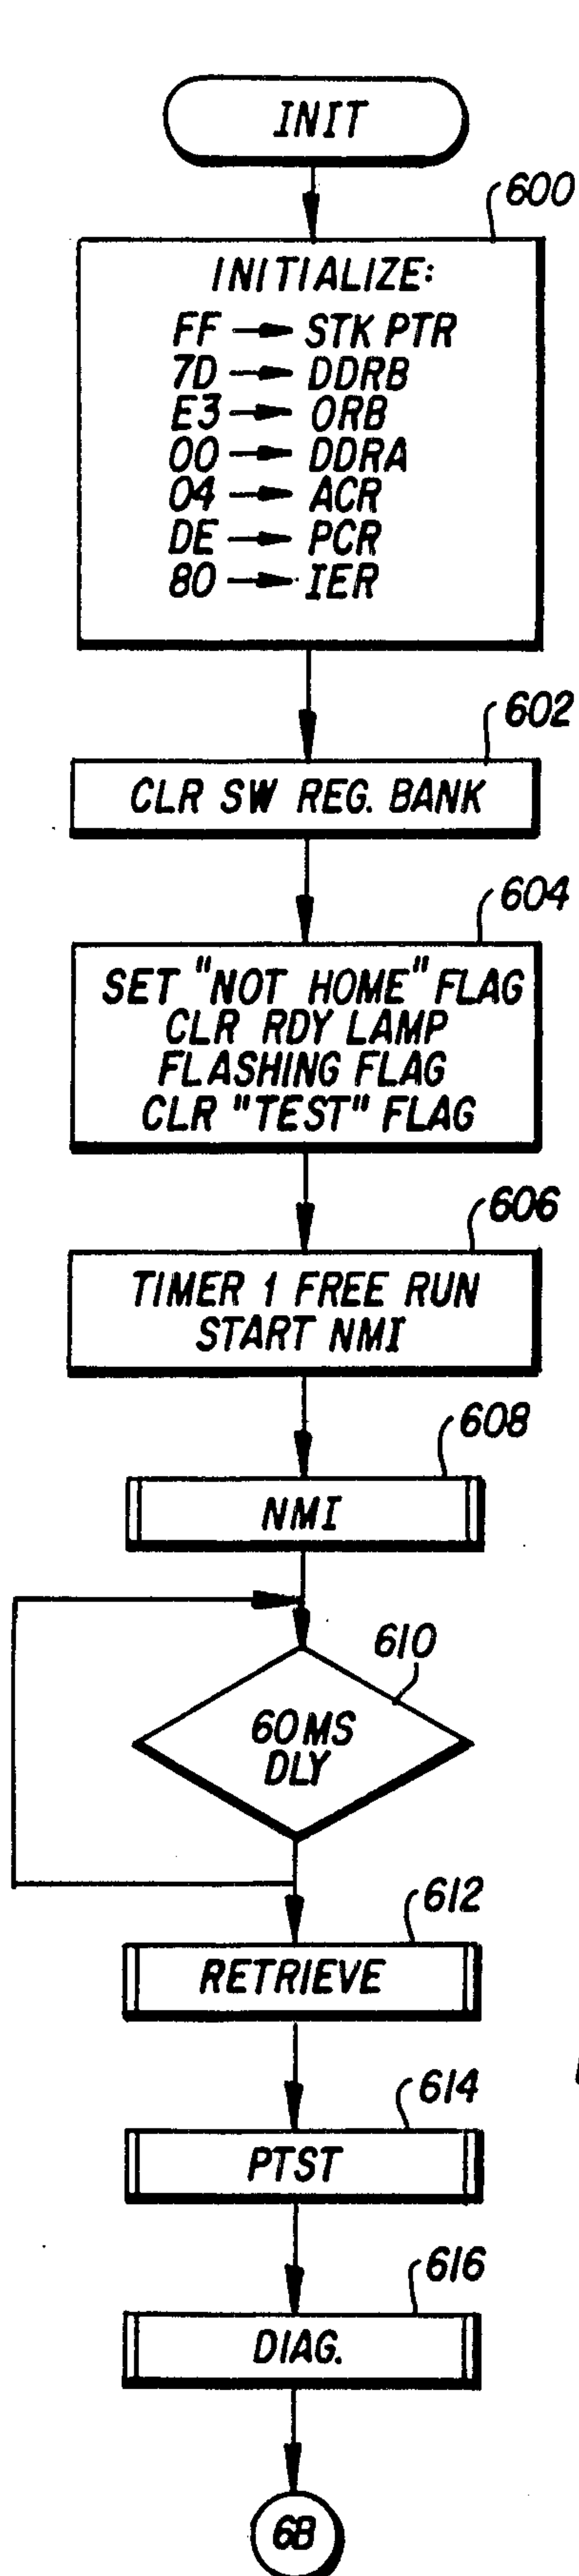 INIT
600
INITIALIZE:
FF → STK PTR
7D → DDRB
E3 → ORB
00 → DDRA
04 → ACR
DE → PCR
80 → IER
602
CLR SW REG. BANK
604
SET "NOT HOME" FLAG
CLR RDY LAMP
FLASHING FLAG
CLR "TEST" FLAG
606
TIMER 1 FREE RUN
START NMI
608
NMI
610
60 MS
DLY
612
RETRIEVE
614
PTST
616
DIAG.
6B